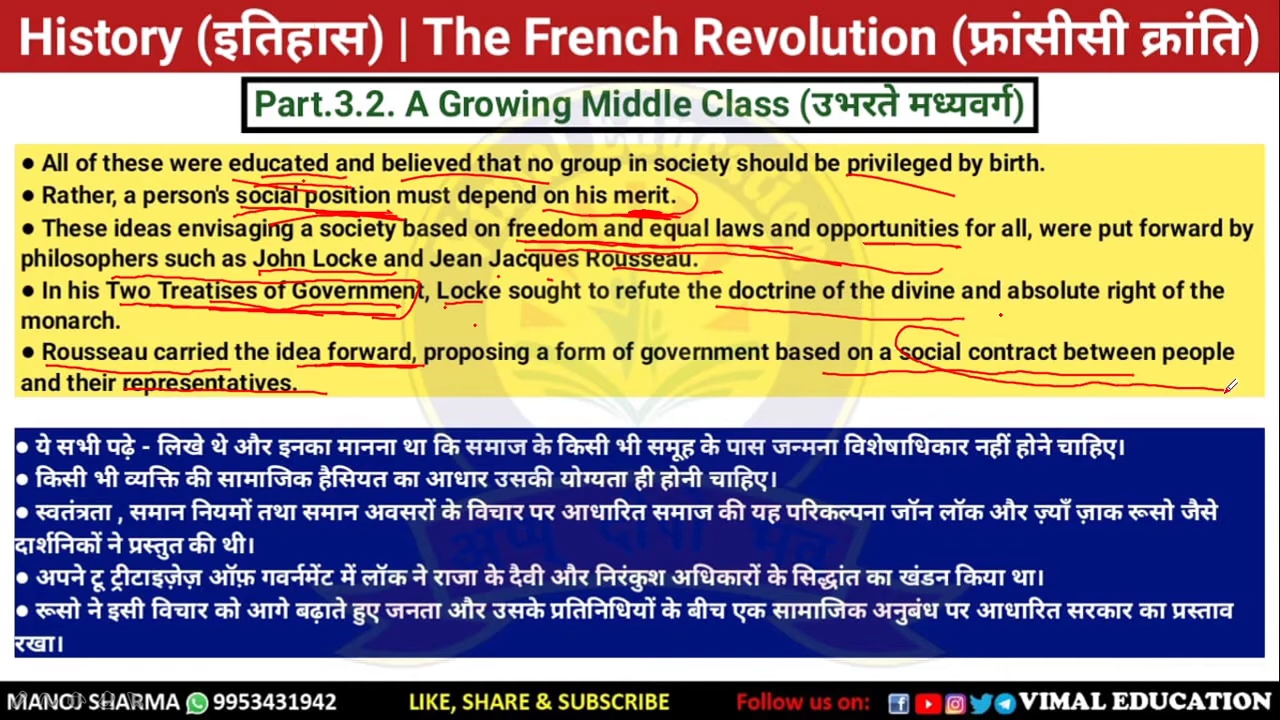 History (इतिहास) | The French Revolution (फ्रांसीसी क्रांति)
Part.3.2. A Growing Middle Class (उभरते मध्यवर्ग)
● All of these were educated and believed that no group in society should be privileged by birth.
● Rather, a person's social position must depend on his merit.
● These ideas envisaging a society based on freedom and equal laws and opportunities for all, were put forward by
philosophers such as John Locke and Jean Jacques Rousseau.
● In his Two Treatises of Government, Locke sought to refute the doctrine of the divine and absolute right of the
monarch.
● Rousseau carried the idea forward, proposing a form of government based on a social contract between people
and their representatives.
● ये सभी पढ़े - लिखे थे और इनका मानना था कि समाज के किसी भी समूह के पास जन्मना विशेषाधिकार नहीं होने चाहिए।
● किसी भी व्यक्ति की सामाजिक हैसियत का आधार उसकी योग्यता ही होनी चाहिए।
● स्वतंत्रता , समान नियमों तथा समान अवसरों के विचार पर आधारित समाज की यह परिकल्पना जॉन लॉक और ज़्याँ ज़ाक रूसो जैसे
दार्शनिकों ने प्रस्तुत की थी।
● अपने टू ट्रीटाइज़ेज़ ऑफ़ गवर्नमेंट में लॉक ने राजा के दैवी और निरंकुश अधिकारों के सिद्धांत का खंडन किया था।
● रूसो ने इसी विचार को आगे बढ़ाते हुए जनता और उसके प्रतिनिधियों के बीच एक सामाजिक अनुबंध पर आधारित सरकार का प्रस्ताव
रखा।
अप्प दीपो भव
MANOJ SHARMA 9953431942 LIKE, SHARE & SUBSCRIBE Follow us on: VIMAL EDUCATION